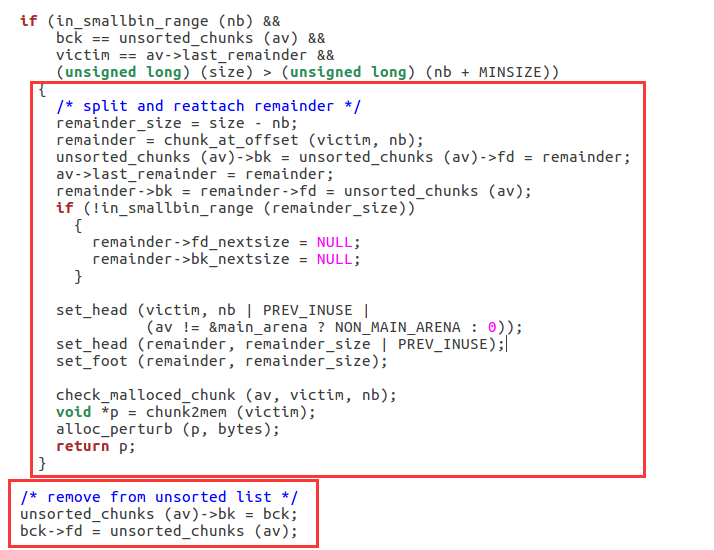 if (in_smallbin_range (nb) &&
    bck == unsorted_chunks (av) &&
    victim == av->last_remainder &&
    (unsigned long) (size) > (unsigned long) (nb + MINSIZE))
  {
    /* split and reattach remainder */
    remainder_size = size - nb;
    remainder = chunk_at_offset (victim, nb);
    unsorted_chunks (av)->bk = unsorted_chunks (av)->fd = remainder;
    av->last_remainder = remainder;
    remainder->bk = remainder->fd = unsorted_chunks (av);
    if (!in_smallbin_range (remainder_size))
      {
        remainder->fd_nextsize = NULL;
        remainder->bk_nextsize = NULL;
      }

    set_head (victim, nb | PREV_INUSE |
              (av != &main_arena ? NON_MAIN_ARENA : 0));
    set_head (remainder, remainder_size | PREV_INUSE);
    set_foot (remainder, remainder_size);

    check_malloced_chunk (av, victim, nb);
    void *p = chunk2mem (victim);
    alloc_perturb (p, bytes);
    return p;
  }

/* remove from unsorted list */
unsorted_chunks (av)->bk = bck;
bck->fd = unsorted_chunks (av);